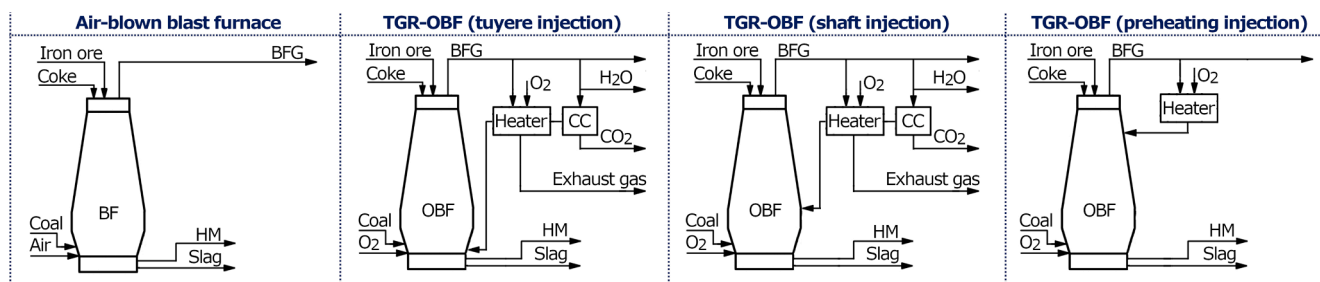 Air-blown blast furnace
Iron ore
BFG
Coke
BF
Coal
Air
HM
Slag
TGR-OBF (tuyere injection)
Iron ore
BFG
Coke
H2O
O2
Heater
CC
CO2
Exhaust gas
OBF
Coal
O2
HM
Slag
TGR-OBF (shaft injection)
Iron ore
BFG
Coke
H2O
O2
Heater
CC
CO2
Exhaust gas
OBF
Coal
O2
HM
Slag
TGR-OBF (preheating injection)
Iron ore
BFG
Coke
O2
Heater
OBF
Coal
O2
HM
Slag